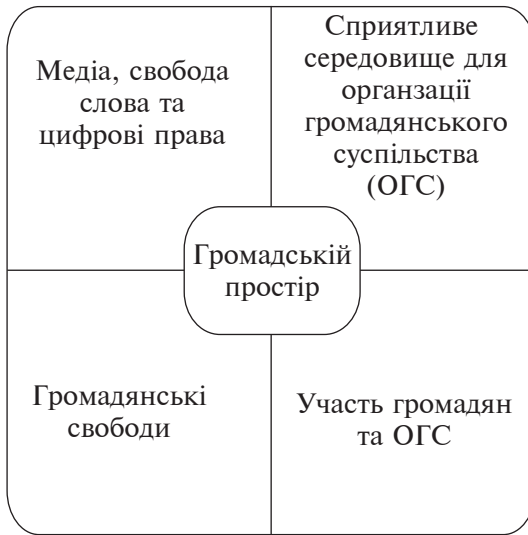 Медіа, свобода
слова та
цифрові права
Сприятливе
середовище для
органзації
громадянського
суспільства
(ОГС)
Громадській
простір
Громадянські
свободи
Участь громадян
та ОГС